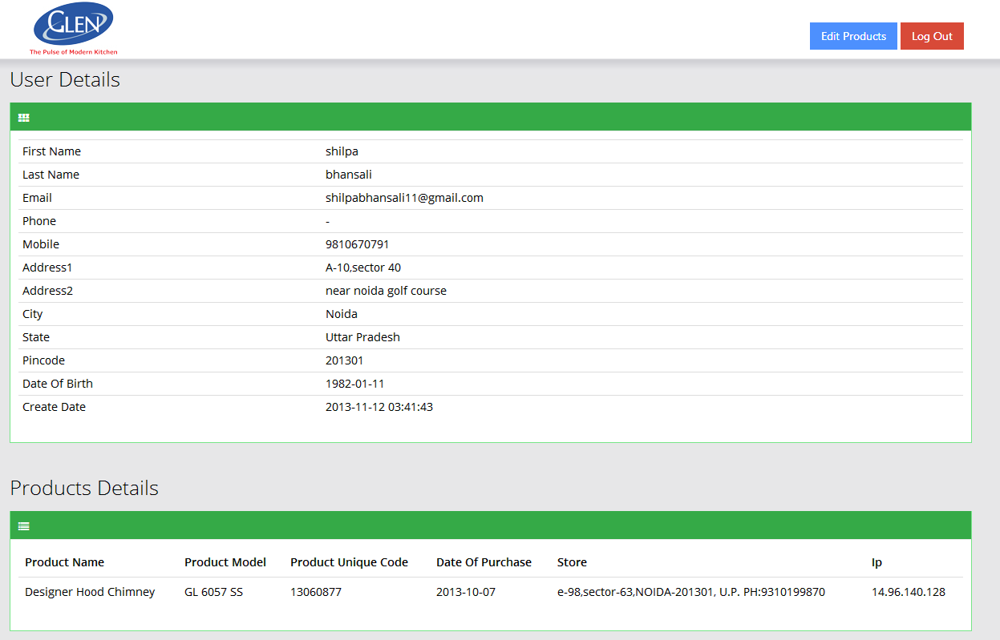 GLEN
The Pulse of Modern Kitchen
Edit Products Log Out
User Details
First Name shilpa
Last Name bhansali
Email shilpabhansali11@gmail.com
Phone -
Mobile 9810670791
Address1 A-10,sector 40
Address2 near noida golf course
City Noida
State Uttar Pradesh
Pincode 201301
Date Of Birth 1982-01-11
Create Date 2013-11-12 03:41:43
Products Details
Product Name Product Model Product Unique Code Date Of Purchase Store Ip
Designer Hood Chimney GL 6057 SS 13060877 2013-10-07 e-98,sector-63,NOIDA-201301, U.P. PH:9310199870 14.96.140.128